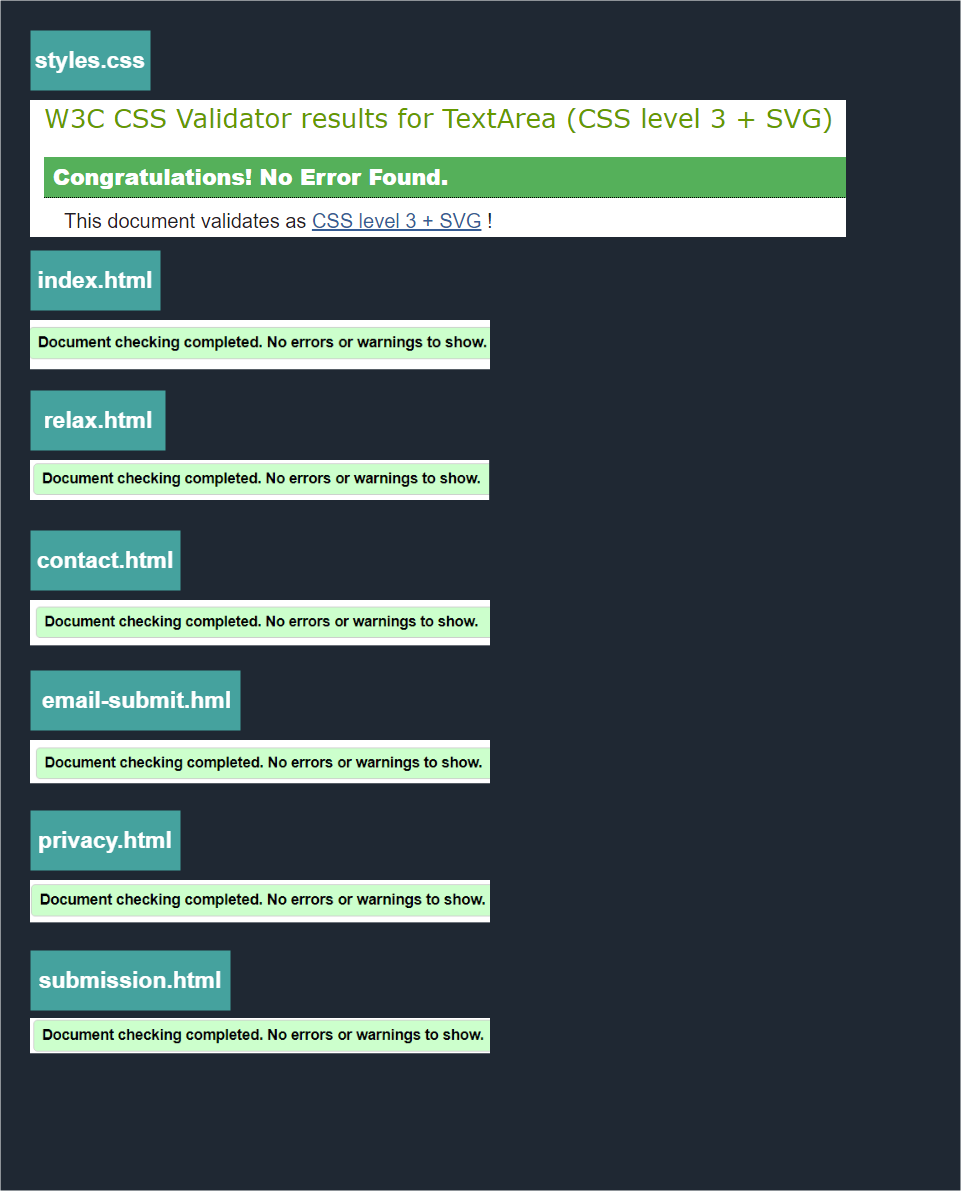 styles.css
W3C CSS Validator results for TextArea (CSS level 3 + SVG)
Congratulations! No Error Found.
This document validates as CSS level 3 + SVG !
index.html
Document checking completed. No errors or warnings to show.
relax.html
Document checking completed. No errors or warnings to show.
contact.html
Document checking completed. No errors or warnings to show.
email-submit.hml
Document checking completed. No errors or warnings to show.
privacy.html
Document checking completed. No errors or warnings to show.
submission.html
Document checking completed. No errors or warnings to show.